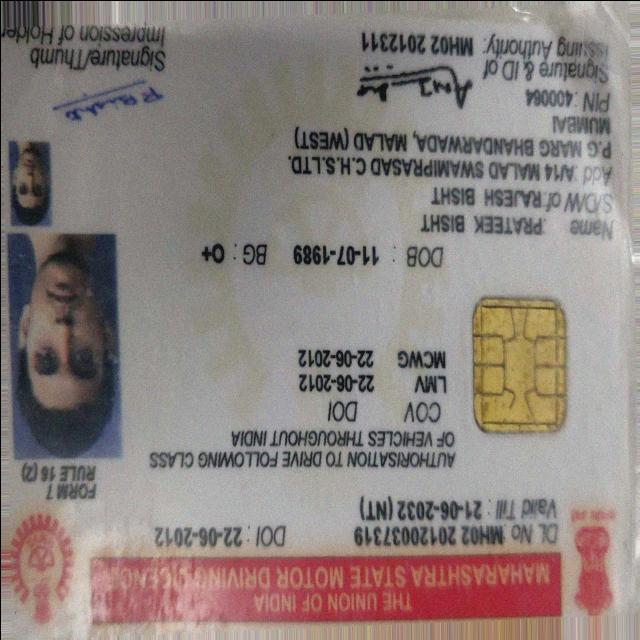 THE UNION OF INDIA
MAHARASHTRA STATE MOTOR DRIVING LICENCE
DL No MH02 20120037319 DOI : 22-06-2012
Valid Till : 21-06-2032 (NT)
FORM 7
RULE 16 (2)
AUTHORISATION TO DRIVE FOLLOWING CLASS
OF VEHICLES THROUGHOUT INDIA
COV DOI
LMV 22-06-2012
MCWG 22-06-2012
DOB : 11-07-1989 BG : O+
Name PRATEEK BISHT
S/D/W of RAJESH BISHT
Add A/14 MALAD SWAMIPRASAD C.H.S.LTD.
P.G. MARG BHANDARWADA, MALAD (WEST)
MUMBAI
PIN : 400064
Signature & ID of
Issuing Authority: MH02 2012311
Signature/Thumb
Impression of Holder